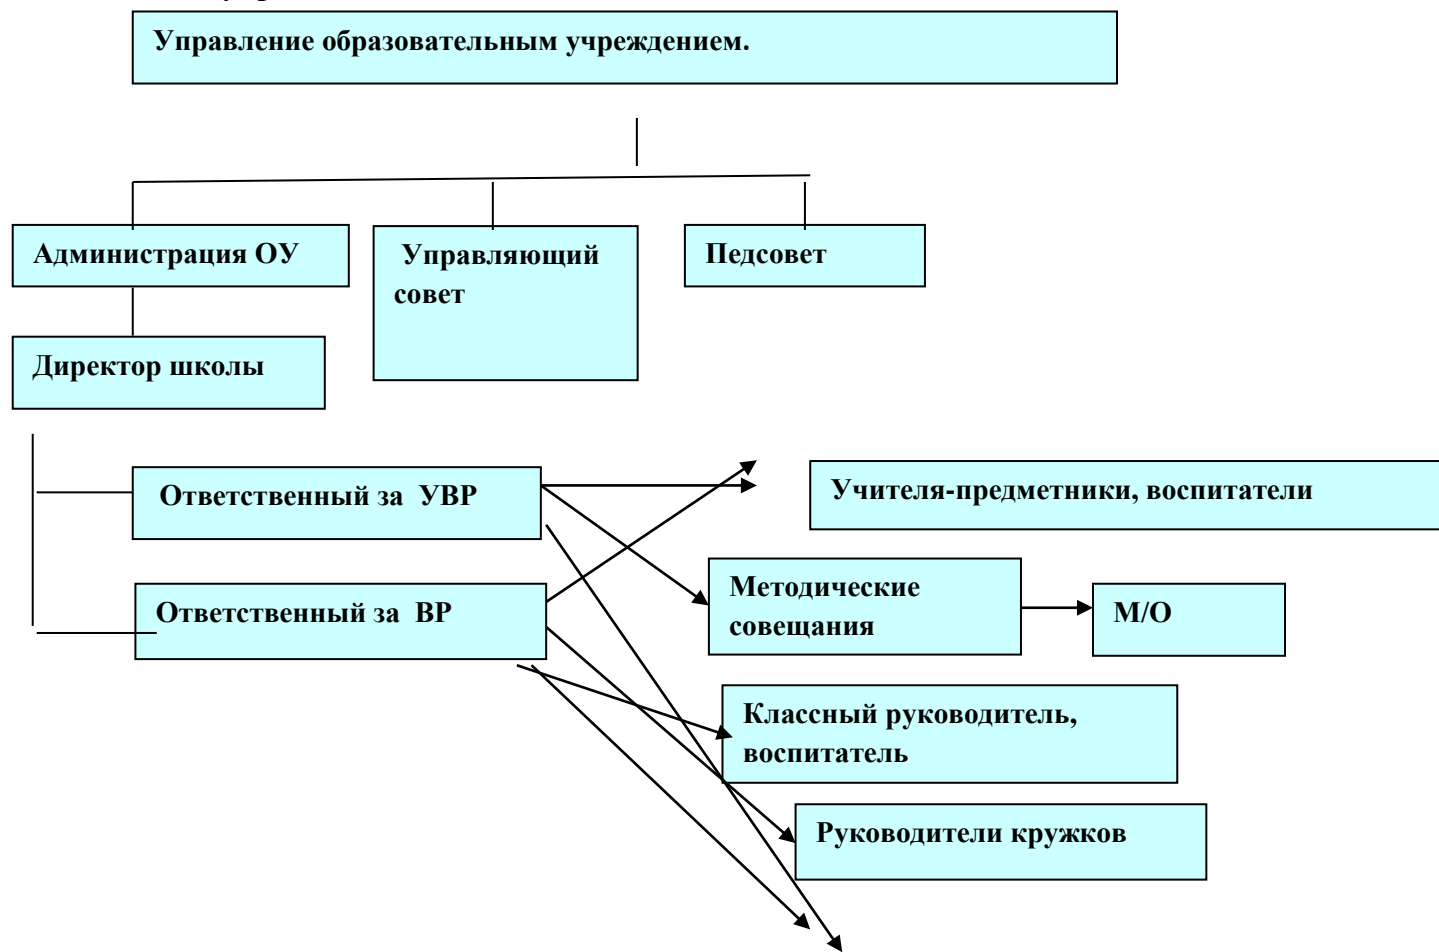 Управление образовательным учреждением.
Администрация ОУ
Управляющий
совет
Педсовет
Директор школы
Ответственный за УВР
Учителя-предметники, воспитатели
Ответственный за ВР
Методические
совещания
М/О
Классный руководитель,
воспитатель
Руководители кружков